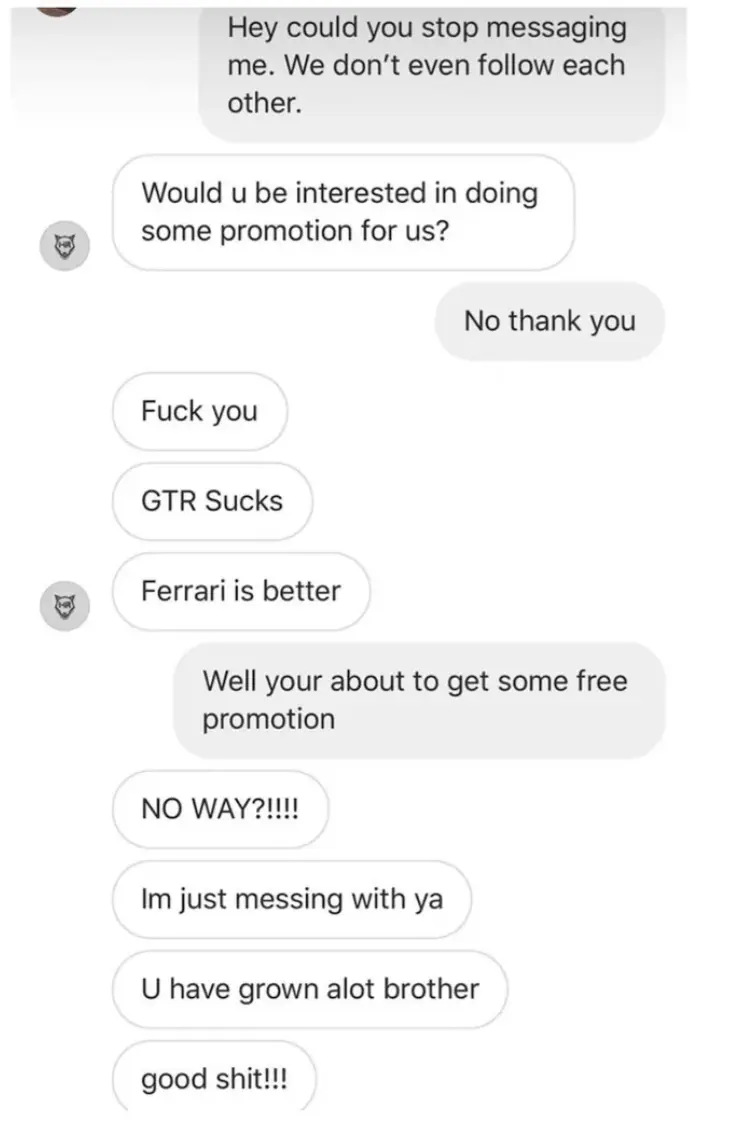 Hey could you stop messaging
me. We don’t even follow each
other.
Would u be interested in doing
some promotion for us?
No thank you
Fuck you
GTR Sucks
Ferrari is better
Well your about to get some free
promotion
NO WAY?!!!!
Im just messing with ya
U have grown alot brother
good shit!!!